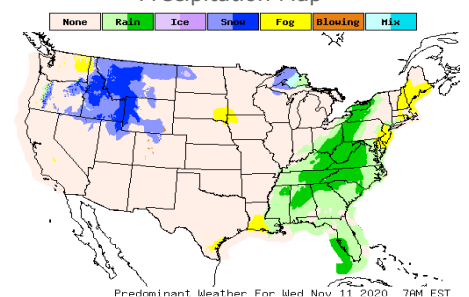 Precipitation Map
None Rain Ice Snow Fog Blowing Mix
Predominant Weather For Wed Nov 11 2020 7AM EST